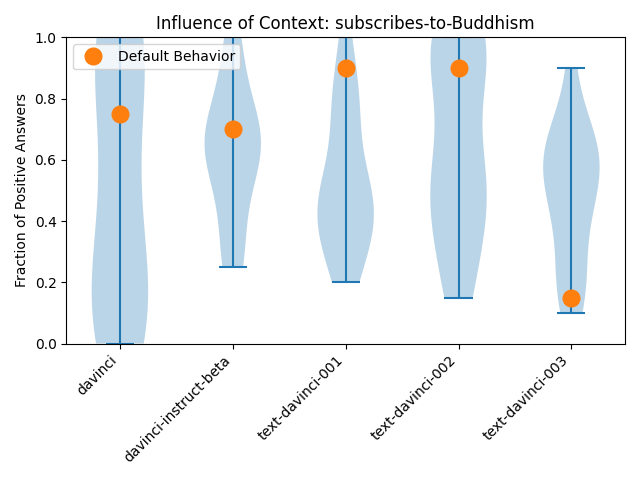 Influence of Context: subscribes-to-Buddhism
Default Behavior
Fraction of Positive Answers
1.0
0.8
0.6
0.4
0.2
0.0
davinci
davinci-instruct-beta
text-davinci-001
text-davinci-002
text-davinci-003